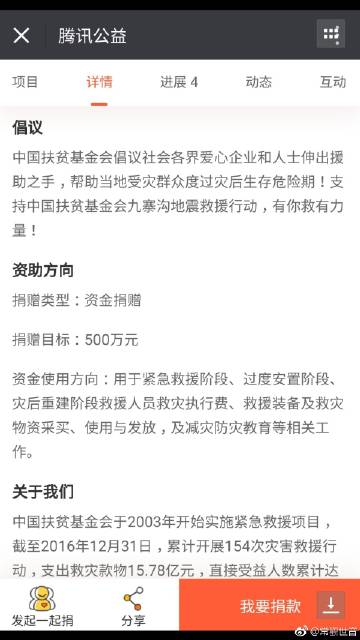 腾讯公益
项目 详情 进展 4 动态 互动
倡议
中国扶贫基金会倡议社会各界爱心企业和人士伸出援
助之手，帮助当地受灾群众度过灾后生存危险期！支
持中国扶贫基金会九寨沟地震救援行动，有你救有力
量！
资助方向
捐赠类型：资金捐赠
捐赠目标：500万元
资金使用方向：用于紧急救援阶段、过度安置阶段、
灾后重建阶段救援人员救灾执行费、救援装备及救灾
物资采买、使用与发放，及减灾防灾教育等相关工
作。
关于我们
中国扶贫基金会于2003年开始实施紧急救援项目，
截至2016年12月31日，累计开展154次灾害救援行
动，支出救灾款物15.78亿元，直接受益人数累计达
发起一起捐 分享 我要捐款